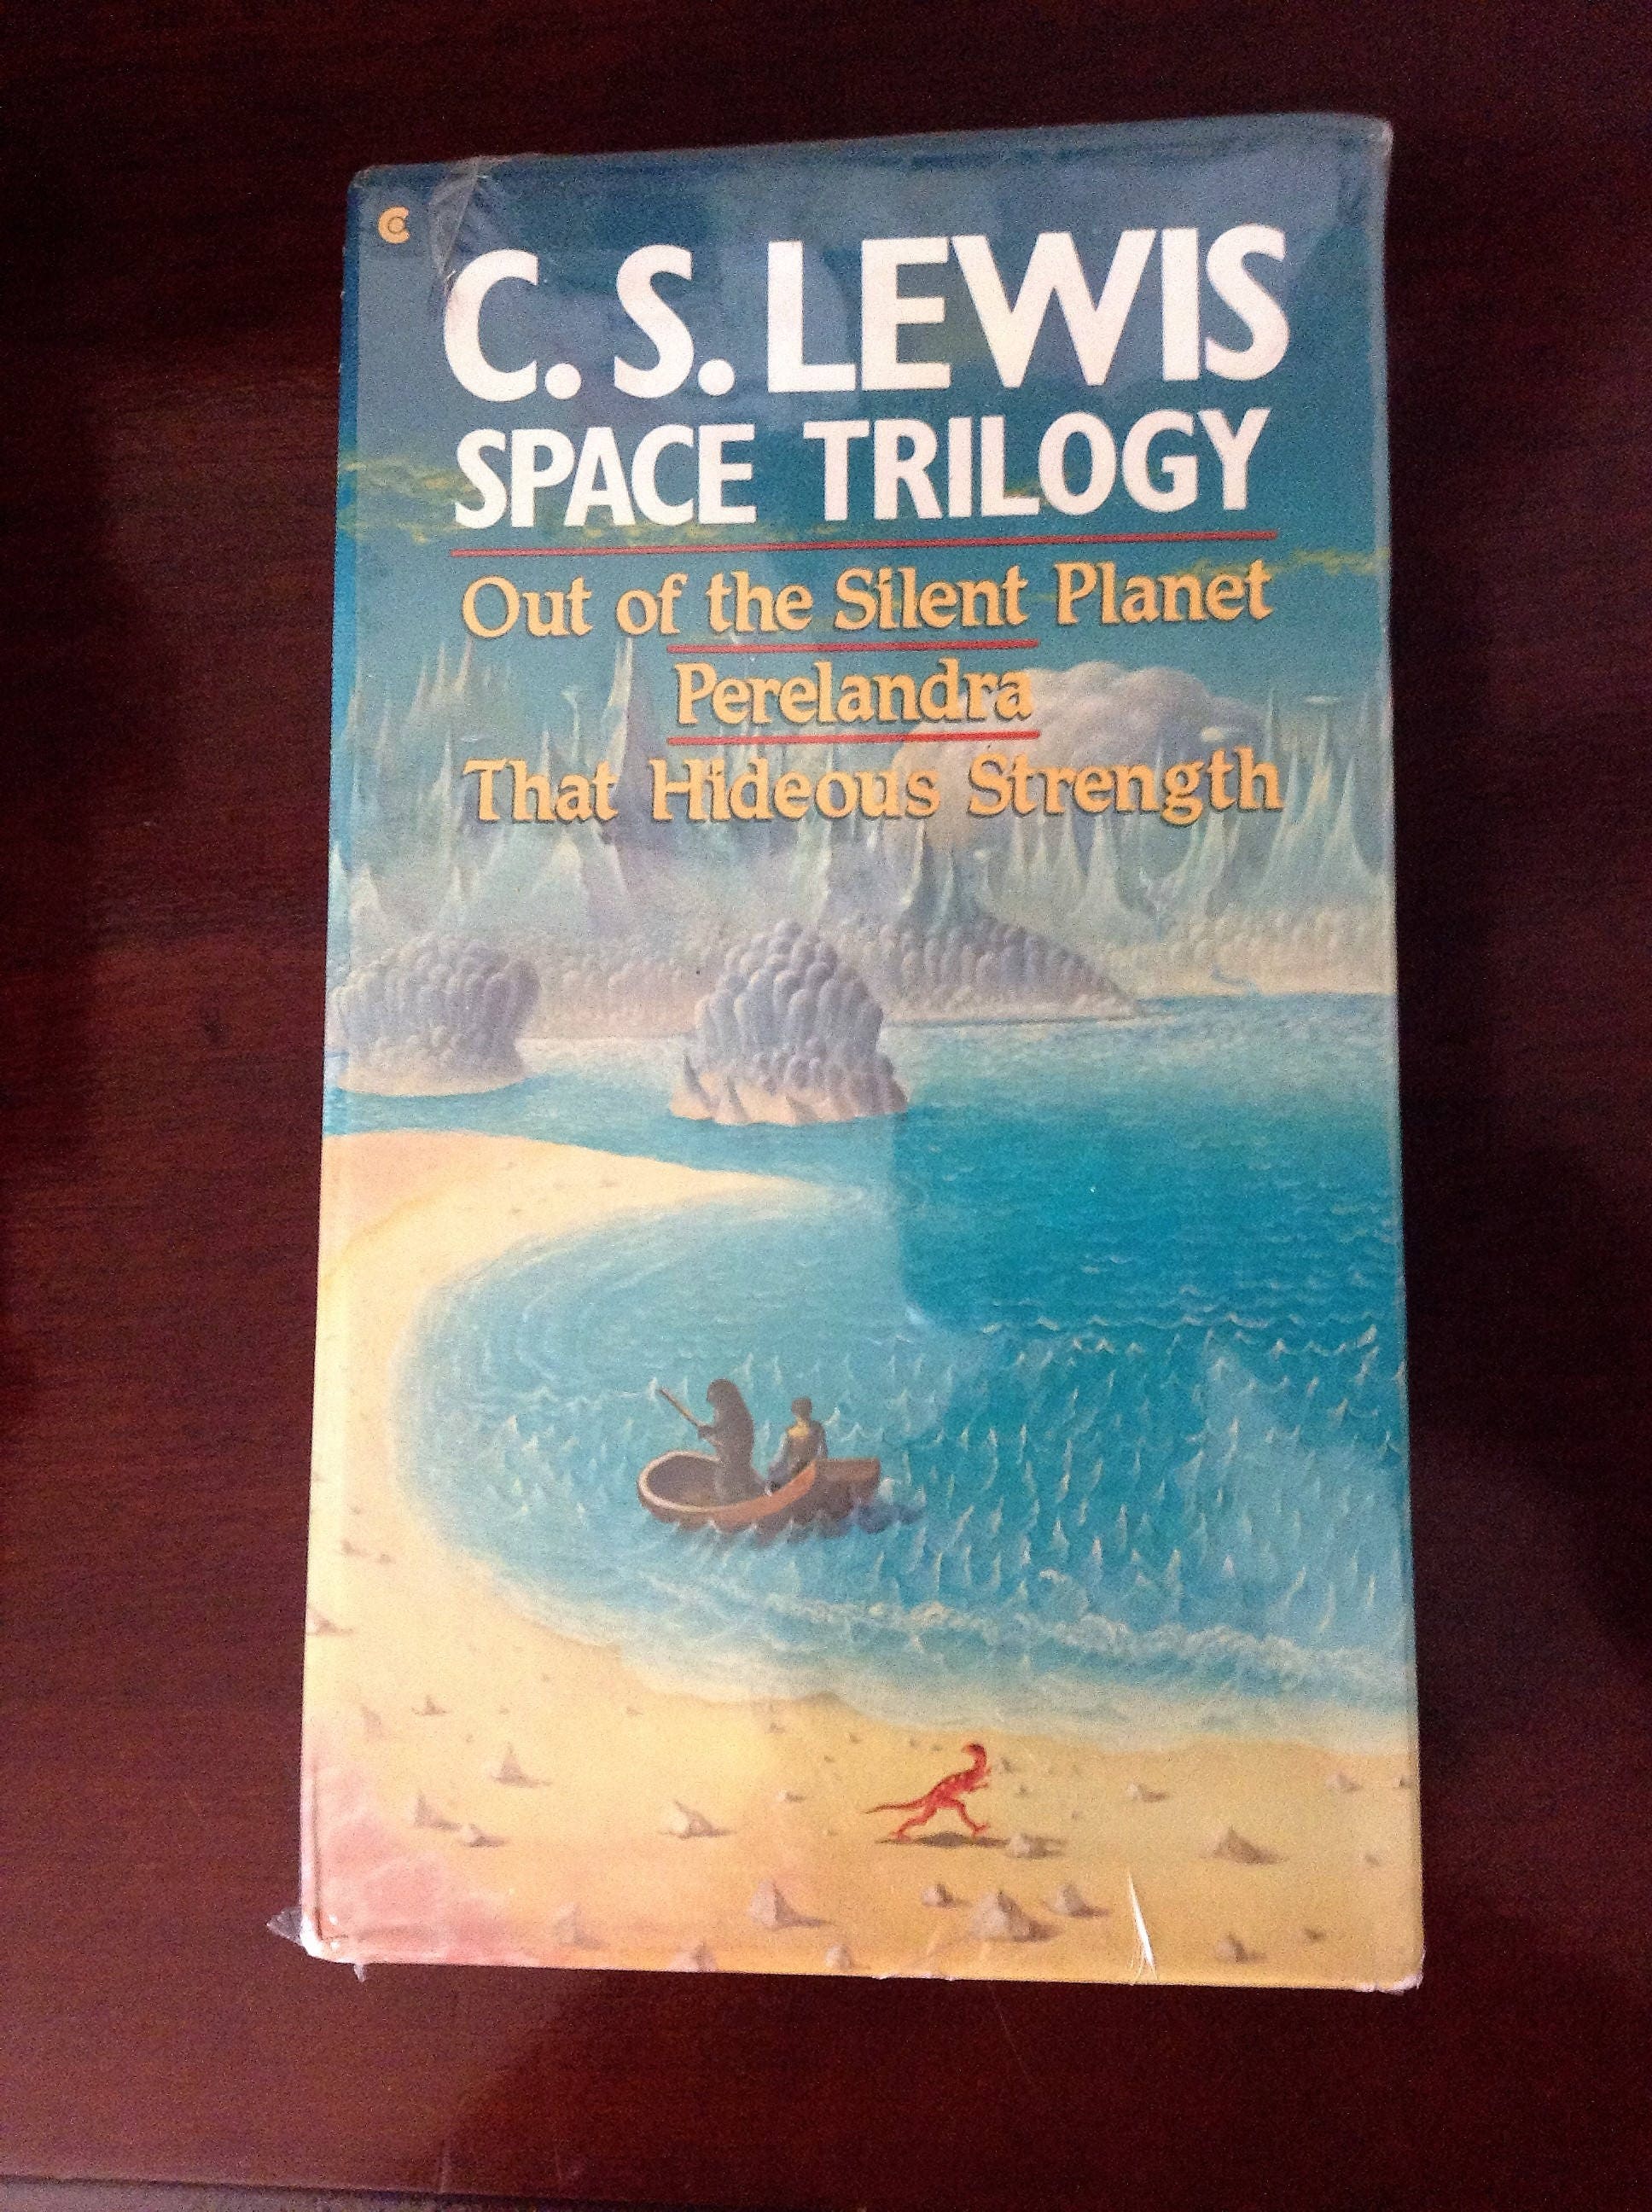 C. S. LEWIS
SPACE TRILOGY
Out of the Silent Planet
Perelandra
That Hideous Strength